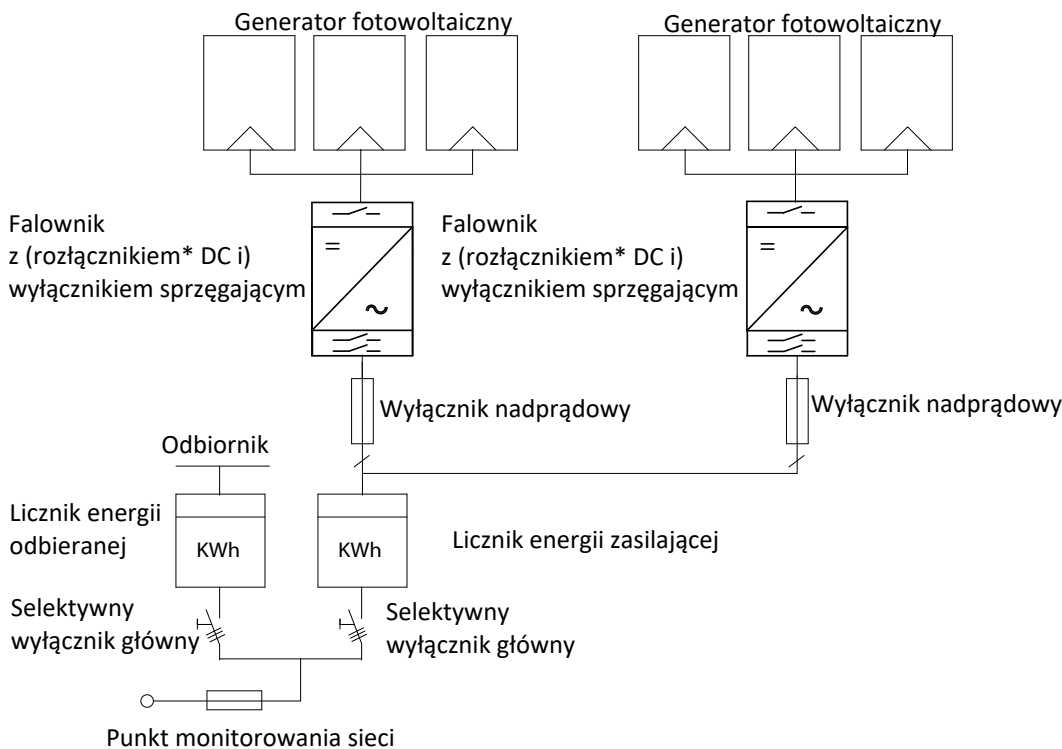 Generator fotowoltaiczny
Generator fotowoltaiczny
Falownik
z (rozłącznikiem* DC i)
wyłącznikiem sprzęgającym
Falownik
z (rozłącznikiem* DC i)
wyłącznikiem sprzęgającym
Wyłącznik nadprądowy
Wyłącznik nadprądowy
Odbiornik
Licznik energii
odbieranej
KWh
KWh
Licznik energii zasilającej
Selektywny
wyłącznik główny
Selektywny
wyłącznik główny
Punkt monitorowania sieci